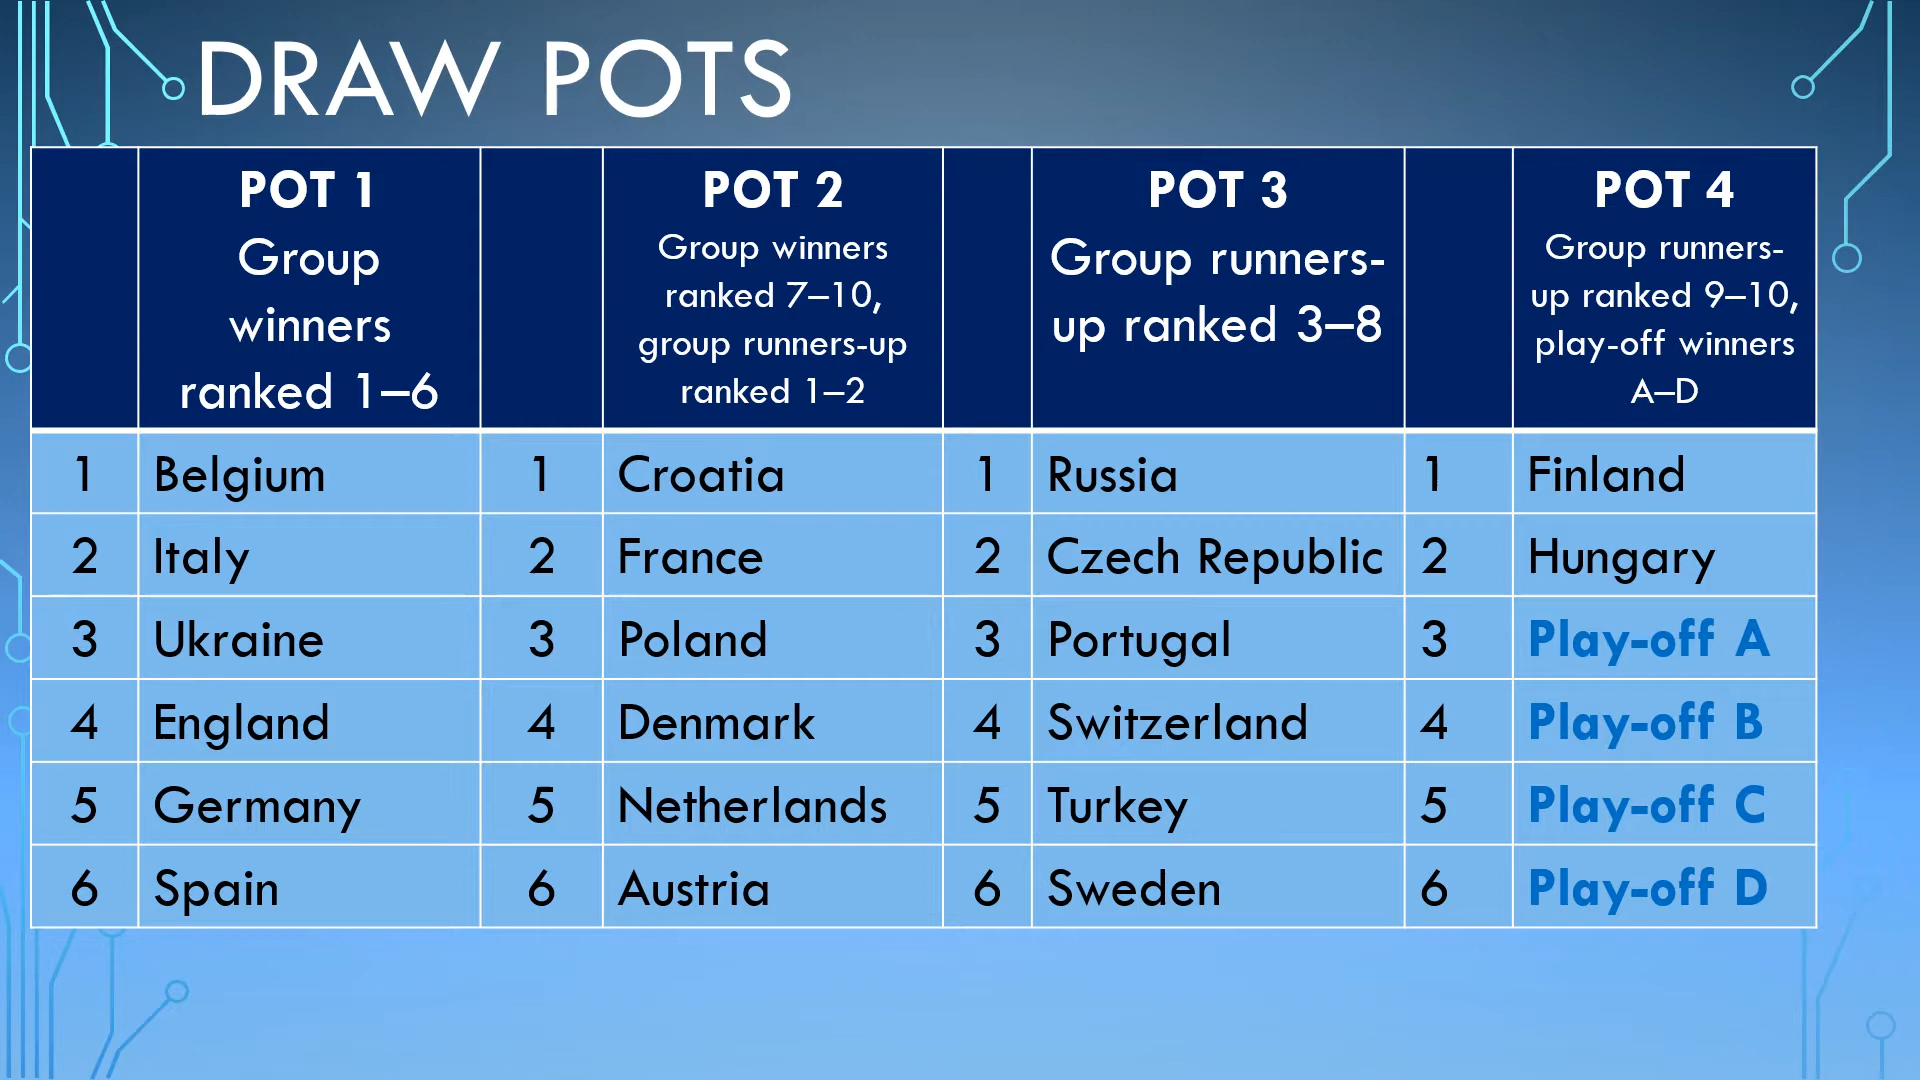 DRAW POTS
POT 1
Group
winners
ranked 1–6
POT 2
Group winners
ranked 7–10,
group runners-up
ranked 1–2
POT 3
Group runners-
up ranked 3–8
POT 4
Group runners-
up ranked 9–10,
play-off winners
A–D
1 Belgium 1 Croatia 1 Russia 1 Finland
2 Italy 2 France 2 Czech Republic 2 Hungary
3 Ukraine 3 Poland 3 Portugal 3 Play-off A
4 England 4 Denmark 4 Switzerland 4 Play-off B
5 Germany 5 Netherlands 5 Turkey 5 Play-off C
6 Spain 6 Austria 6 Sweden 6 Play-off D